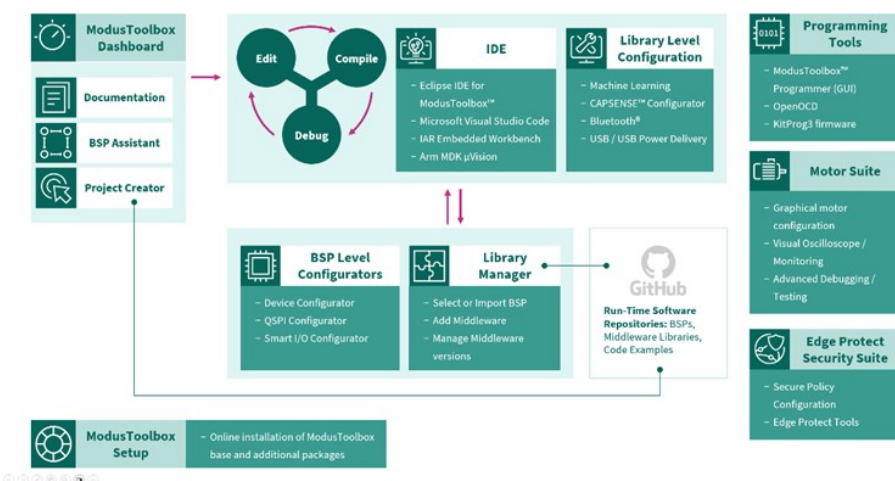 ModusToolbox
Dashboard
Documentation
BSP Assistant
Project Creator
Edit
Compile
Debug
IDE
– Eclipse IDE for
ModusToolbox™
– Microsoft Visual Studio Code
– IAR Embedded Workbench
– Arm MDK µVision
Library Level
Configuration
– Machine Learning
– CAPSENSE™ Configurator
– Bluetooth®
– USB / USB Power Delivery
BSP Level
Configurators
– Device Configurator
– QSPI Configurator
– Smart I/O Configurator
Library
Manager
– Select or Import BSP
– Add Middleware
– Manage Middleware
versions
GitHub
Run-Time Software
Repositories: BSPs,
Middleware Libraries,
Code Examples
ModusToolbox
Setup
– Online installation of ModusToolbox
base and additional packages
0101
Programming
Tools
– ModusToolbox™
Programmer (GUI)
– OpenOCD
– KitProg3 firmware
Motor Suite
– Graphical motor
configuration
– Visual Oscilloscope /
Monitoring
– Advanced Debugging /
Testing
Edge Protect
Security Suite
– Secure Policy
Configuration
– Edge Protect Tools